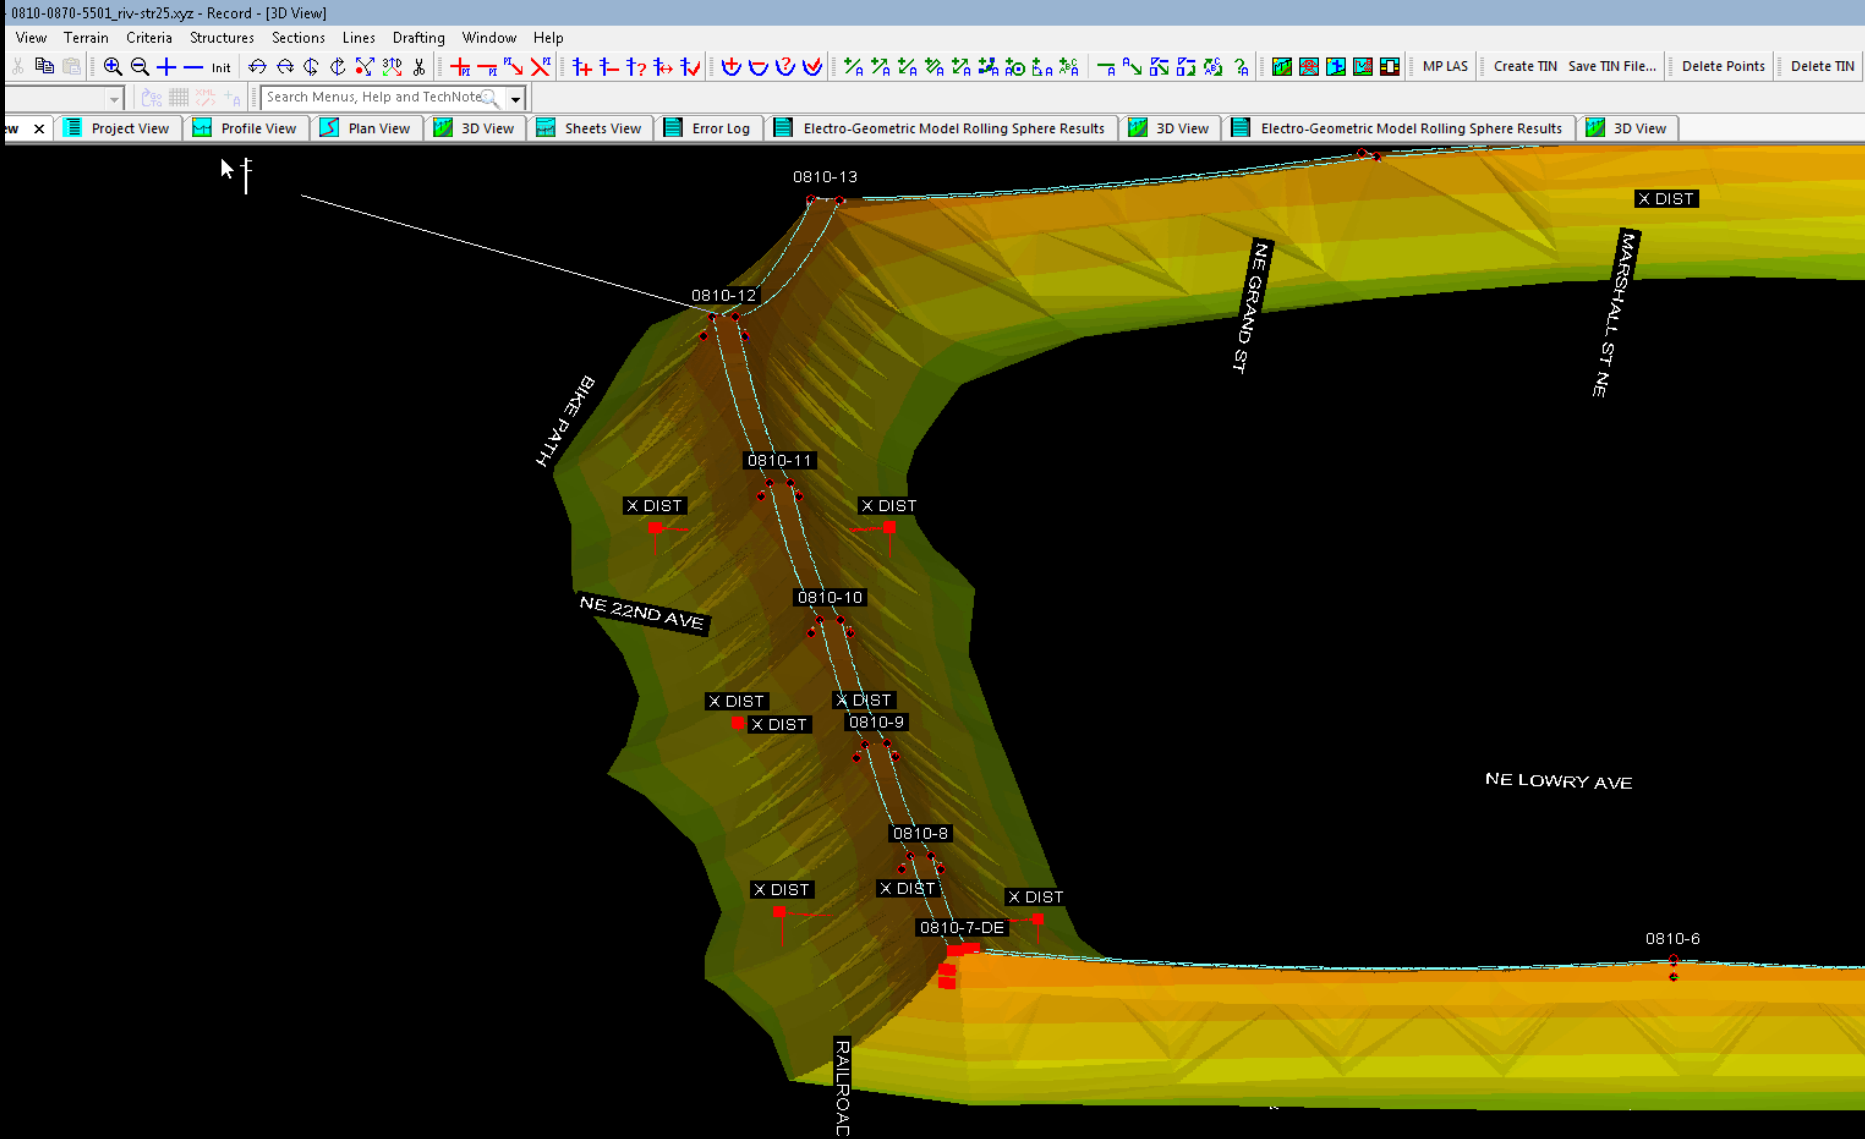 0810-0870-5501_riv-str25.xyz - Record - [3D View]
View Terrain Criteria Structures Sections Lines Drafting Window Help
Init MP LAS Create TIN Save TIN File... Delete Points Delete TIN
Search Menus, Help and TechNote
ew X Project View Profile View Plan View 3D View Sheets View Error Log Electro-Geometric Model Rolling Sphere Results 3D View Electro-Geometric Model Rolling Sphere Results 3D View
0810-13
X DIST
NE GRAND ST
MARSHALL ST NE
0810-12
BIKE PATH
0810-11
X DIST
X DIST
0810-10
NE 22ND AVE
X DIST
X DIST
X DIST
0810-9
NE LOWRY AVE
0810-8
X DIST
X DIST
X DIST
0810-7-DE
0810-6
RAILROAD